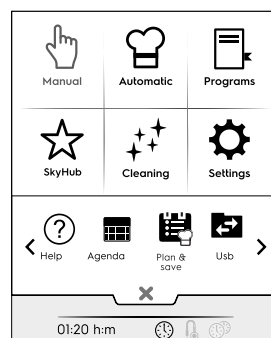 Manual Automatic Programs
SkyHub Cleaning Settings
Help Agenda Plan & save Usb
01:20 h:m